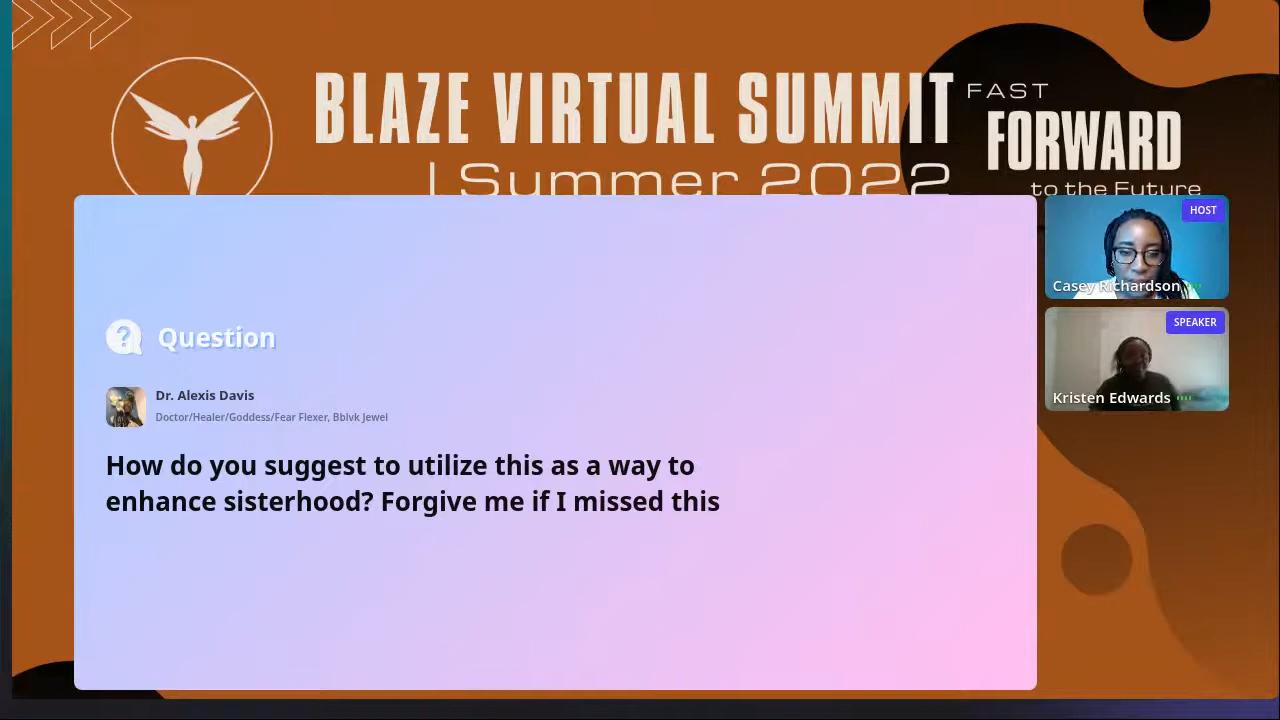 BLAZE VIRTUAL SUMMIT
| Summer 2022
FAST
FORWARD
to the Future
HOST
Casey Richardson
SPEAKER
Kristen Edwards
Question
Dr. Alexis Davis
Doctor/Healer/Goddess/Fear Flexer, Bblvk Jewel
How do you suggest to utilize this as a way to
enhance sisterhood? Forgive me if I missed this